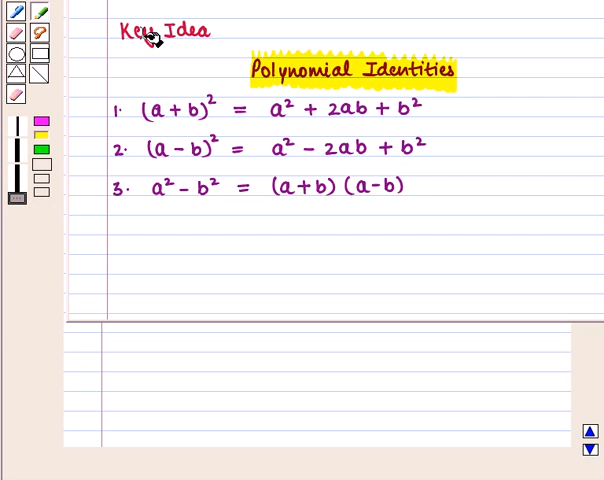 Key Idea
Polynomial Identities
1. (a + b)² = a² + 2ab + b²
2. (a - b)² = a² - 2ab + b²
3. a² - b² = (a+b) (a-b)